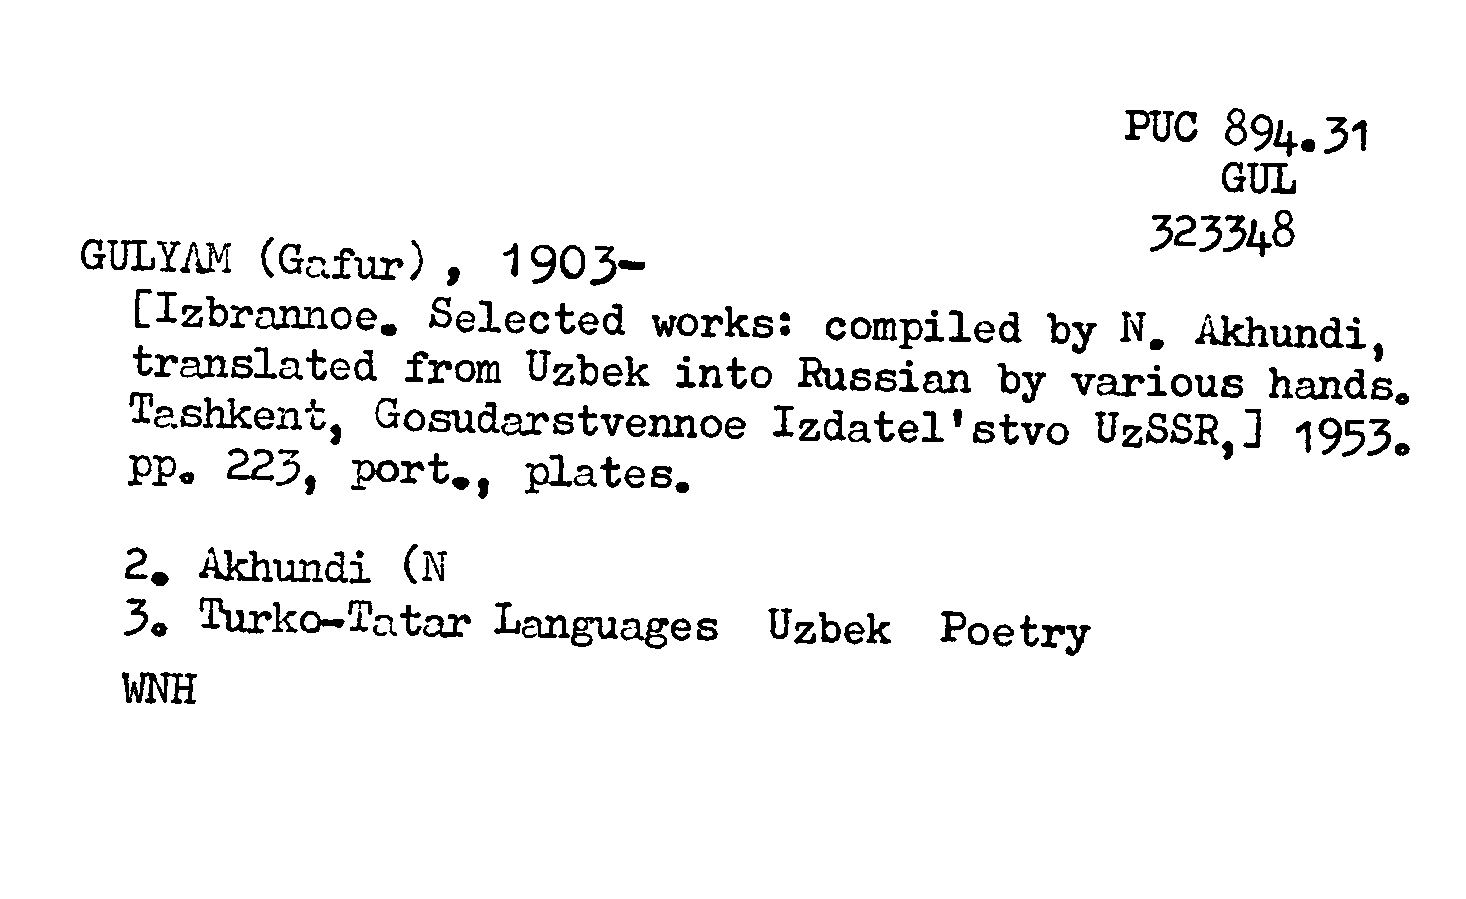 PUC 894.31
GUL
323348
GULYAM (Gafur), 1903-
[Izbrannoe. Selected works: compiled by N. Akhundi,
translated from Uzbek into Russian by various hands.
Tashkent, Gosudarstvennoe Izdatel'stvo UzSSR,] 1953.
pp. 223, port., plates.
2. Akhundi (N
3. Turko-Tatar Languages Uzbek Poetry
WNH